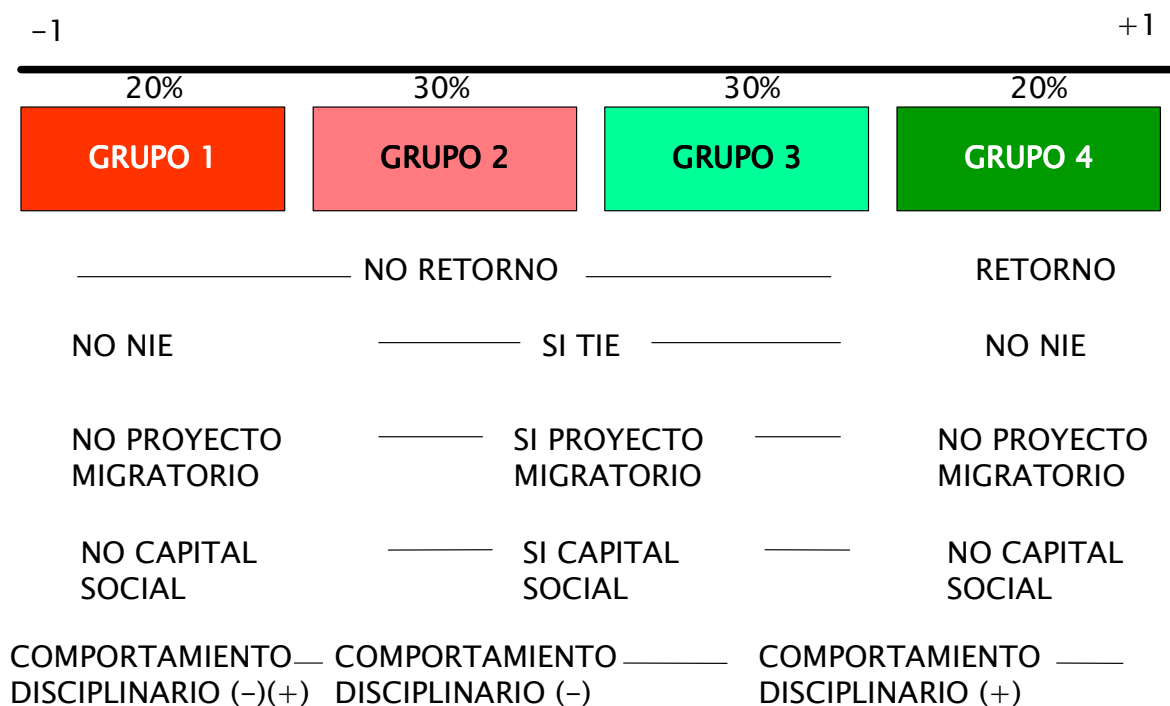 -1 +1
20% 30% 30% 20%
GRUPO 1 GRUPO 2 GRUPO 3 GRUPO 4
NO RETORNO RETORNO
NO NIE SI TIE NO NIE
NO PROYECTO SI PROYECTO NO PROYECTO
MIGRATORIO MIGRATORIO MIGRATORIO
NO CAPITAL SI CAPITAL NO CAPITAL
SOCIAL SOCIAL SOCIAL
COMPORTAMIENTO COMPORTAMIENTO COMPORTAMIENTO
DISCIPLINARIO (-)(+) DISCIPLINARIO (-) DISCIPLINARIO (+)